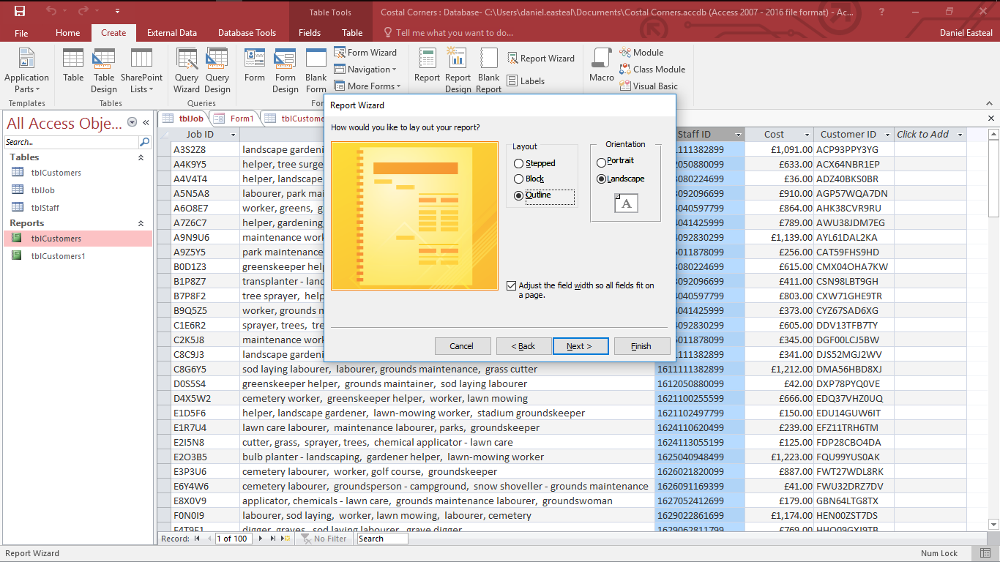 Table Tools
Costal Corners : Database- C:\Users\daniel.easteal\Documents\Costal Corners.accdb (Access 2007 - 2016 file format) - Ac...
File Home Create External Data Database Tools Fields Table Tell me what you want to do... Daniel Easteal
Application Parts
Table
Table Design
SharePoint Lists
Query Wizard
Query Design
Form
Form Design
Blank Form
Form Wizard
Navigation
More Forms
Report
Report Design
Blank Report
Report Wizard
Labels
Macro
Module
Class Module
Visual Basic
Templates Tables Queries
All Access Obje...
Search...
Tables
tblCustomers
tblJob
tblStaff
Reports
tblCustomers
tblCustomers1
tblJob Form1 tblCustome
Job ID Staff ID Cost Customer ID Click to Add
Report Wizard
How would you like to lay out your report?
Layout
Stepped
Block
Outline
Orientation
Portrait
Landscape
A
Adjust the field width so all fields fit on
a page.
Cancel < Back Next > Finish
A3S2Z8 landscape gardeni 1111382899 £1,091.00 ACP93PPY3YG
A4K9Y5 helper, tree surge 2050880099 £633.00 ACX64NBR1EP
A4V4T4 helper, landscape 3080224699 £36.00 ADZ40BKS0BR
A5N5A8 labourer, park mai 3092096699 £910.00 AGP57WQA7DN
A6O8E7 worker, greens, g 4040597799 £864.00 AHK38CVR9RU
A7Z6C7 helper, gardening 4041425999 £789.00 AWU38JDM7EG
A9N9U6 maintenance work 4092830299 £1,139.00 AYL61DAL2KA
A9Z5Y5 park maintenance 5011878099 £256.00 CAT59FHS9HD
B0D1Z3 greenskeeper help 3080224699 £615.00 CMX04OHA7KW
B1P8Z7 transplanter - land 3092096699 £411.00 CSN98LBT9GH
B7P8F2 tree sprayer, help 4040597799 £803.00 CXW71GHE9TR
B9Q5Z5 worker, grounds m 4041425999 £373.00 CYZ67SAD6XG
C1E6R2 sprayer, trees, tre 4092830299 £605.00 DDV13TFB7TY
C2K5J8 maintenance work 5011878099 £345.00 DGF00LCJ5BW
C8C9J3 landscape gardeni 1111382899 £341.00 DJS52MGJ2WV
C8G6Y5 sod laying labourer, labourer, grounds maintenance, grass cutter 1611111382899 £1,212.00 DMA56HBD8XJ
D0S5S4 greenskeeper helper, grounds maintainer, sod laying labourer 1612050880099 £42.00 DXP78PYQ0VE
D4X5W2 cemetery worker, greenskeeper helper, worker, lawn mowing 1621100255599 £666.00 EDQ37VHZ0UQ
E1D5F6 helper, landscape gardener, lawn-mowing worker, stadium groundskeeper 1621102497799 £150.00 EDU14GUW6IT
E1R7U4 lawn care labourer, maintenance labourer, parks, groundskeeper 1624110620499 £239.00 EFZ11TRH6TM
E2I5N8 cutter, grass, sprayer, trees, chemical applicator - lawn care 1624113055199 £125.00 FDP28CBO4DA
E2O3B5 bulb planter - landscaping, gardener helper, lawn-mowing worker 1625040948499 £1,223.00 FQU99YUS0AK
E3P3U6 cemetery labourer, worker, golf course, groundskeeper 1626021820099 £887.00 FWT27WDL8RK
E6Y4W6 cemetery labourer, groundsperson - campground, snow shoveller - grounds maintenance 1626091169399 £41.00 FWU32DRZ7DV
E8X0V9 applicator, chemicals - lawn care, grounds maintenance labourer, groundswoman 1627052412699 £179.00 GBN64LTG8TX
F0N0I9 labourer, sod laying, worker, lawn mowing, labourer, cemetery 1629022861099 £1,174.00 HEN00ZST7DS
F4T9F1 digger, graves, sod laying labourer, grave digger 1629062811799 £769.00 HHO09GXJ9TB
Record: 1 of 100 No Filter Search
Report Wizard Num Lock